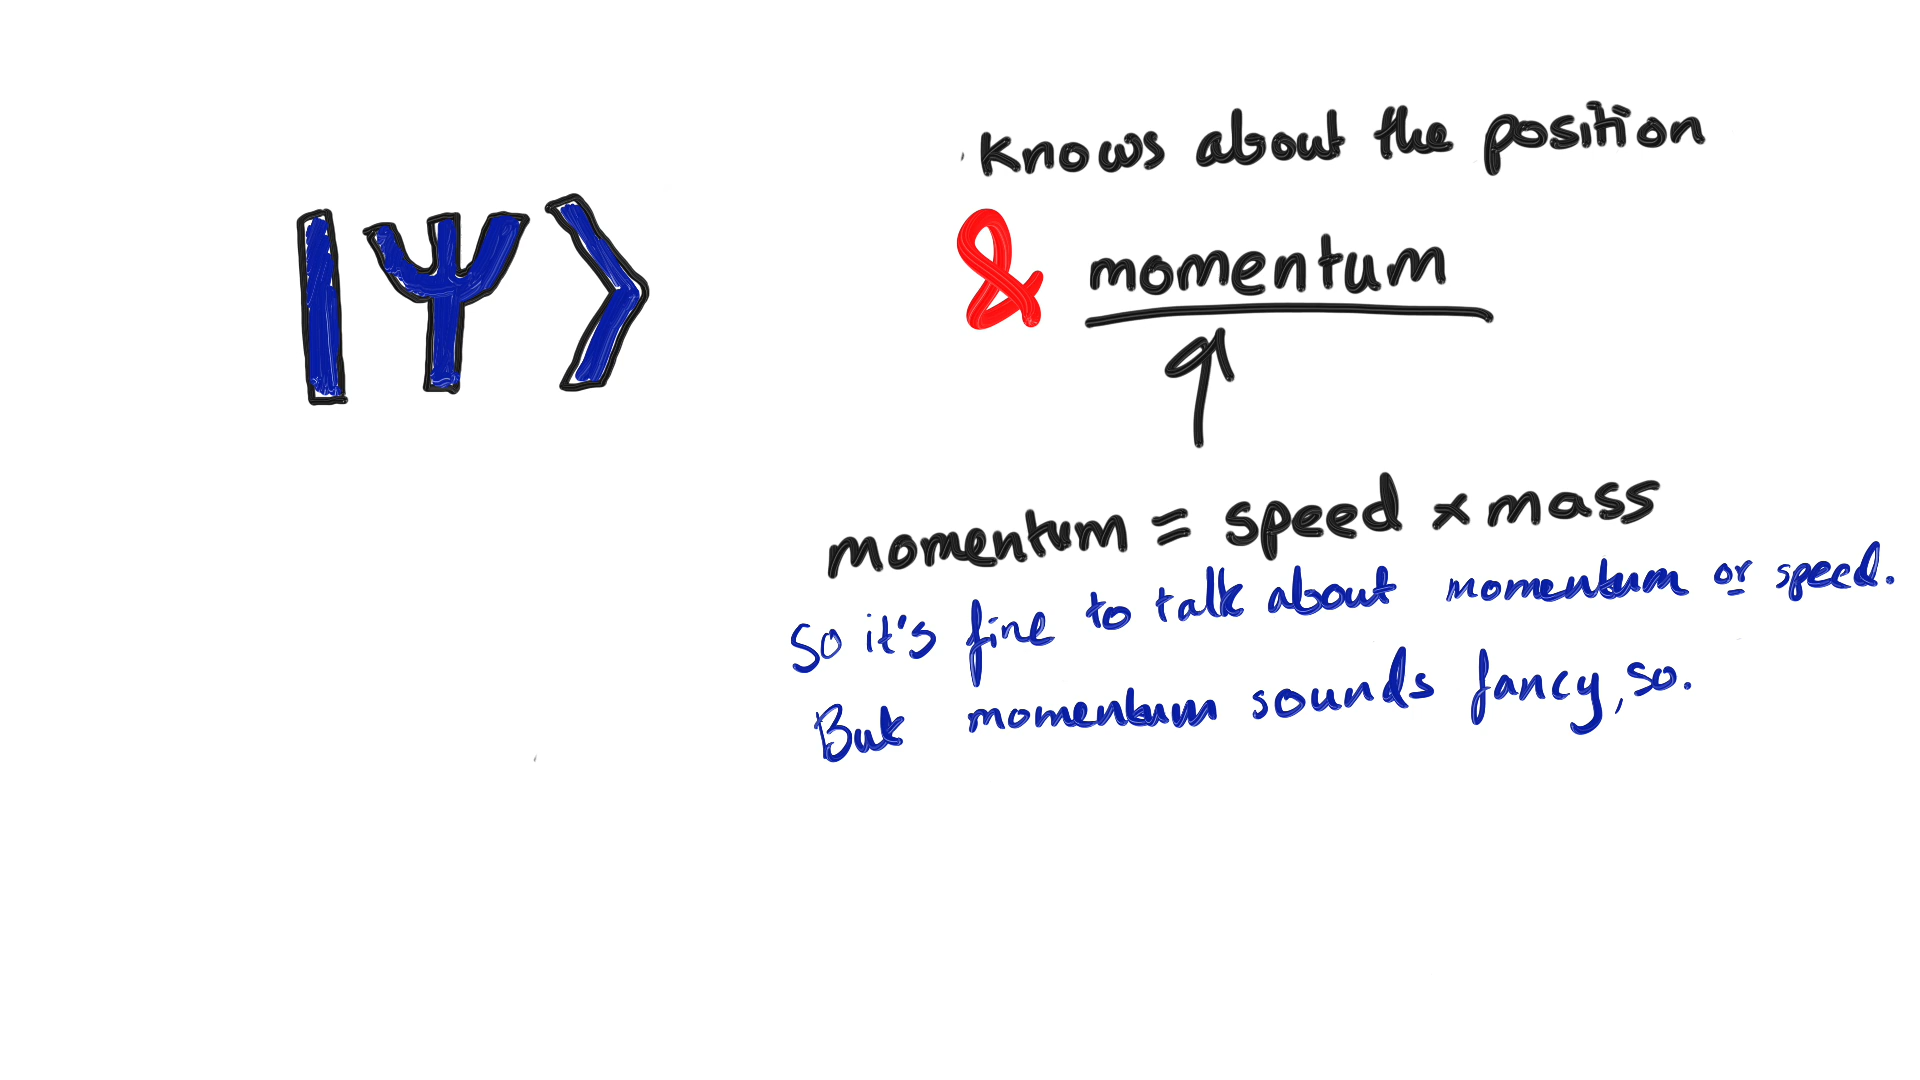 |Ψ⟩
Knows about the position
& momentum
momentum = speed × mass
So it's fine to talk about momentum or speed.
But momentum sounds fancy, so.